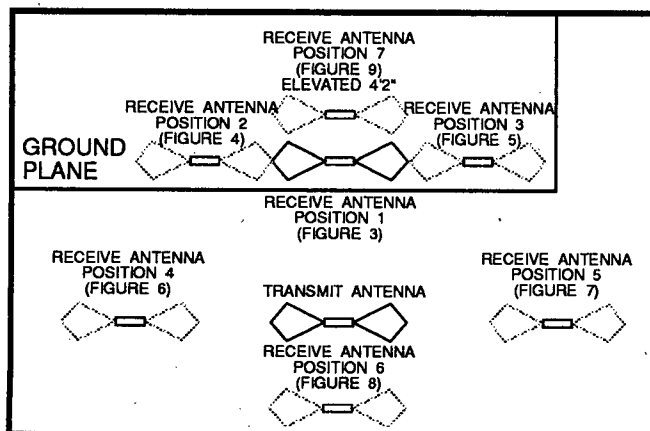 RECEIVE ANTENNA
POSITION 7
(FIGURE 9)
ELEVATED 4'2"
RECEIVE ANTENNA
POSITION 2
(FIGURE 4)
RECEIVE ANTENNA
POSITION 3
(FIGURE 5)
GROUND
PLANE
RECEIVE ANTENNA
POSITION 1
(FIGURE 3)
RECEIVE ANTENNA
POSITION 4
(FIGURE 6)
TRANSMIT ANTENNA
RECEIVE ANTENNA
POSITION 5
(FIGURE 7)
RECEIVE ANTENNA
POSITION 6
(FIGURE 8)